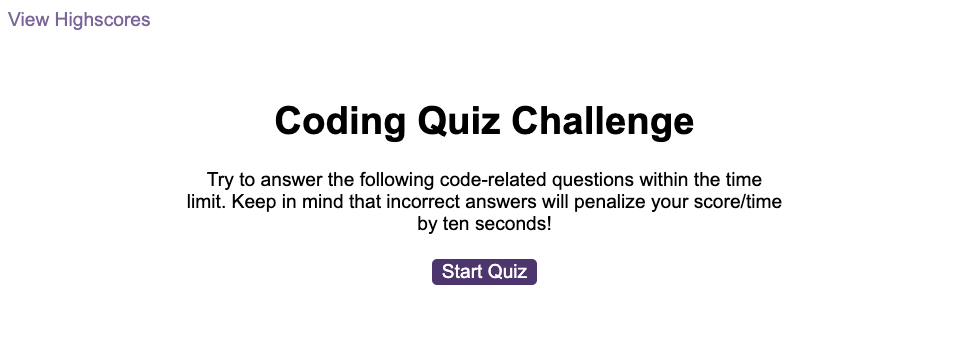 View Highscores
Coding Quiz Challenge
Try to answer the following code-related questions within the time
limit. Keep in mind that incorrect answers will penalize your score/time
by ten seconds!
Start Quiz